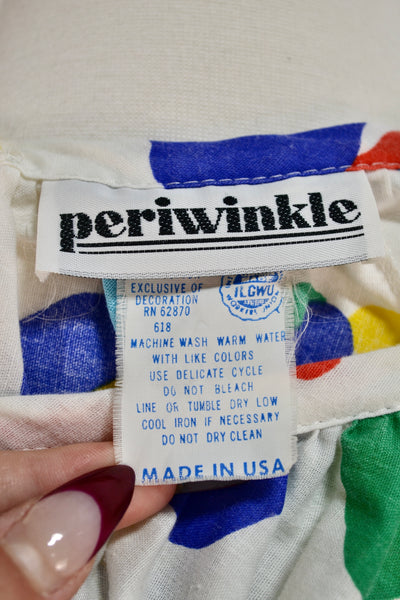 periwinkle
ILGWU
EXCLUSIVE OF
DECORATION
RN 62870
618
MACHINE WASH WARM WATER
WITH LIKE COLORS
USE DELICATE CYCLE
DO NOT BLEACH
LINE OR TUMBLE DRY LOW
COOL IRON IF NECESSARY
DO NOT DRY CLEAN
MADE IN USA